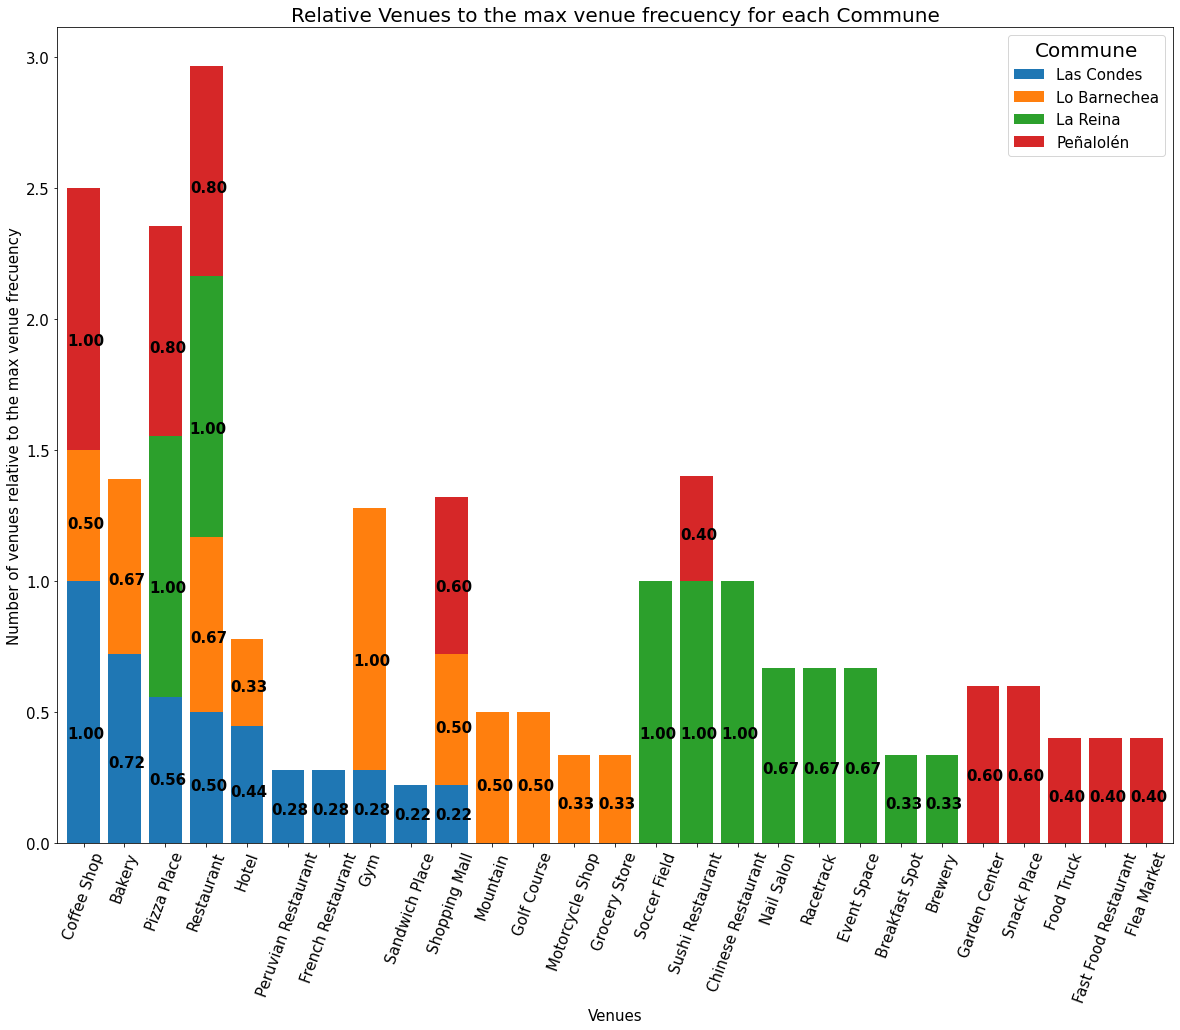 Relative Venues to the max venue frecuency for each Commune
Number of venues relative to the max venue frecuency
3.0
2.5
2.0
1.5
1.0
0.5
0.0
Commune
Las Condes
Lo Barnechea
La Reina
Peñalolén
1.00
0.50
1.00
0.67
0.72
0.80
1.00
0.56
0.80
1.00
0.67
0.50
0.33
0.44
0.28
0.28
1.00
0.28
0.22
0.60
0.50
0.22
0.50
0.50
0.33
0.33
1.00
0.40
1.00
1.00
0.67
0.67
0.67
0.33
0.33
0.60
0.60
0.40
0.40
0.40
Coffee Shop
Bakery
Pizza Place
Restaurant
Hotel
Peruvian Restaurant
French Restaurant
Gym
Sandwich Place
Shopping Mall
Mountain
Golf Course
Motorcycle Shop
Grocery Store
Soccer Field
Sushi Restaurant
Chinese Restaurant
Nail Salon
Racetrack
Event Space
Breakfast Spot
Brewery
Garden Center
Snack Place
Food Truck
Fast Food Restaurant
Flea Market
Venues